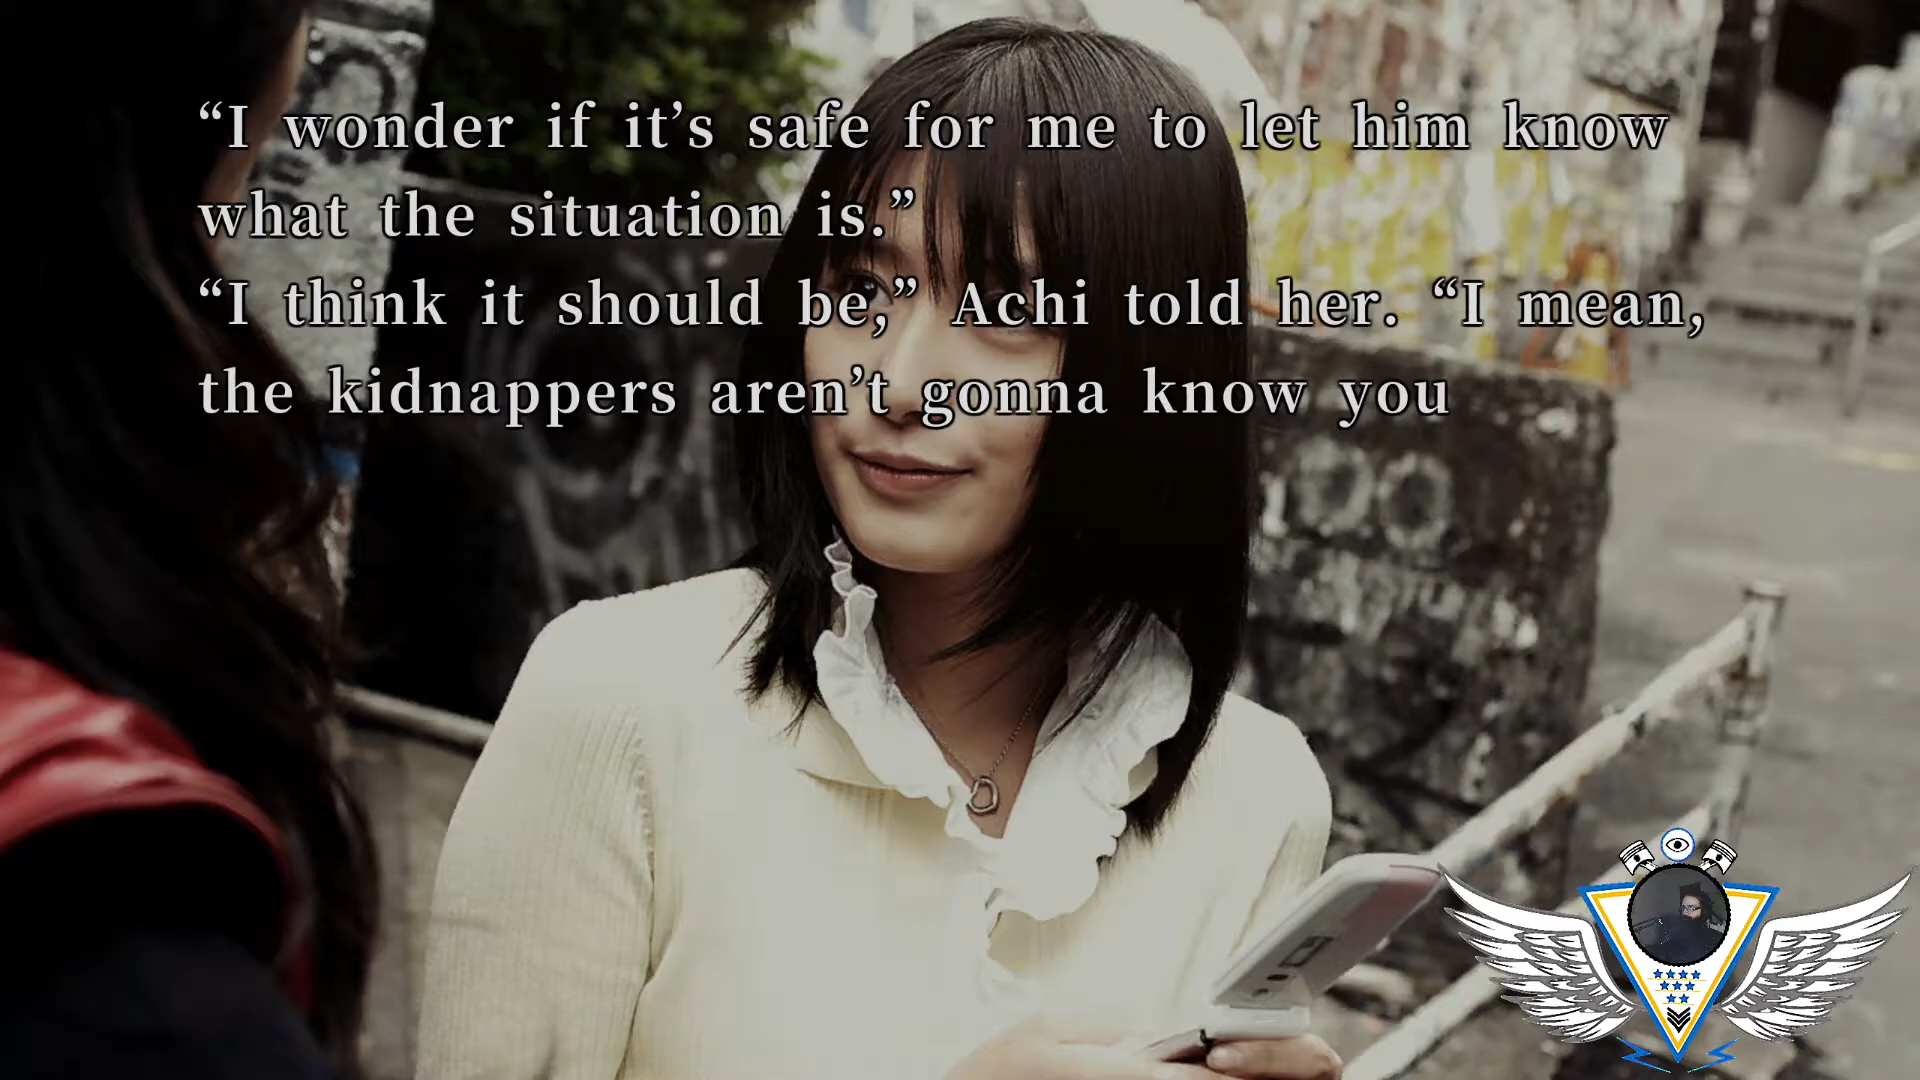 “I wonder if it’s safe for me to let him know
what the situation is.”
“I think it should be,” Achi told her. “I mean,
the kidnappers aren’t gonna know you